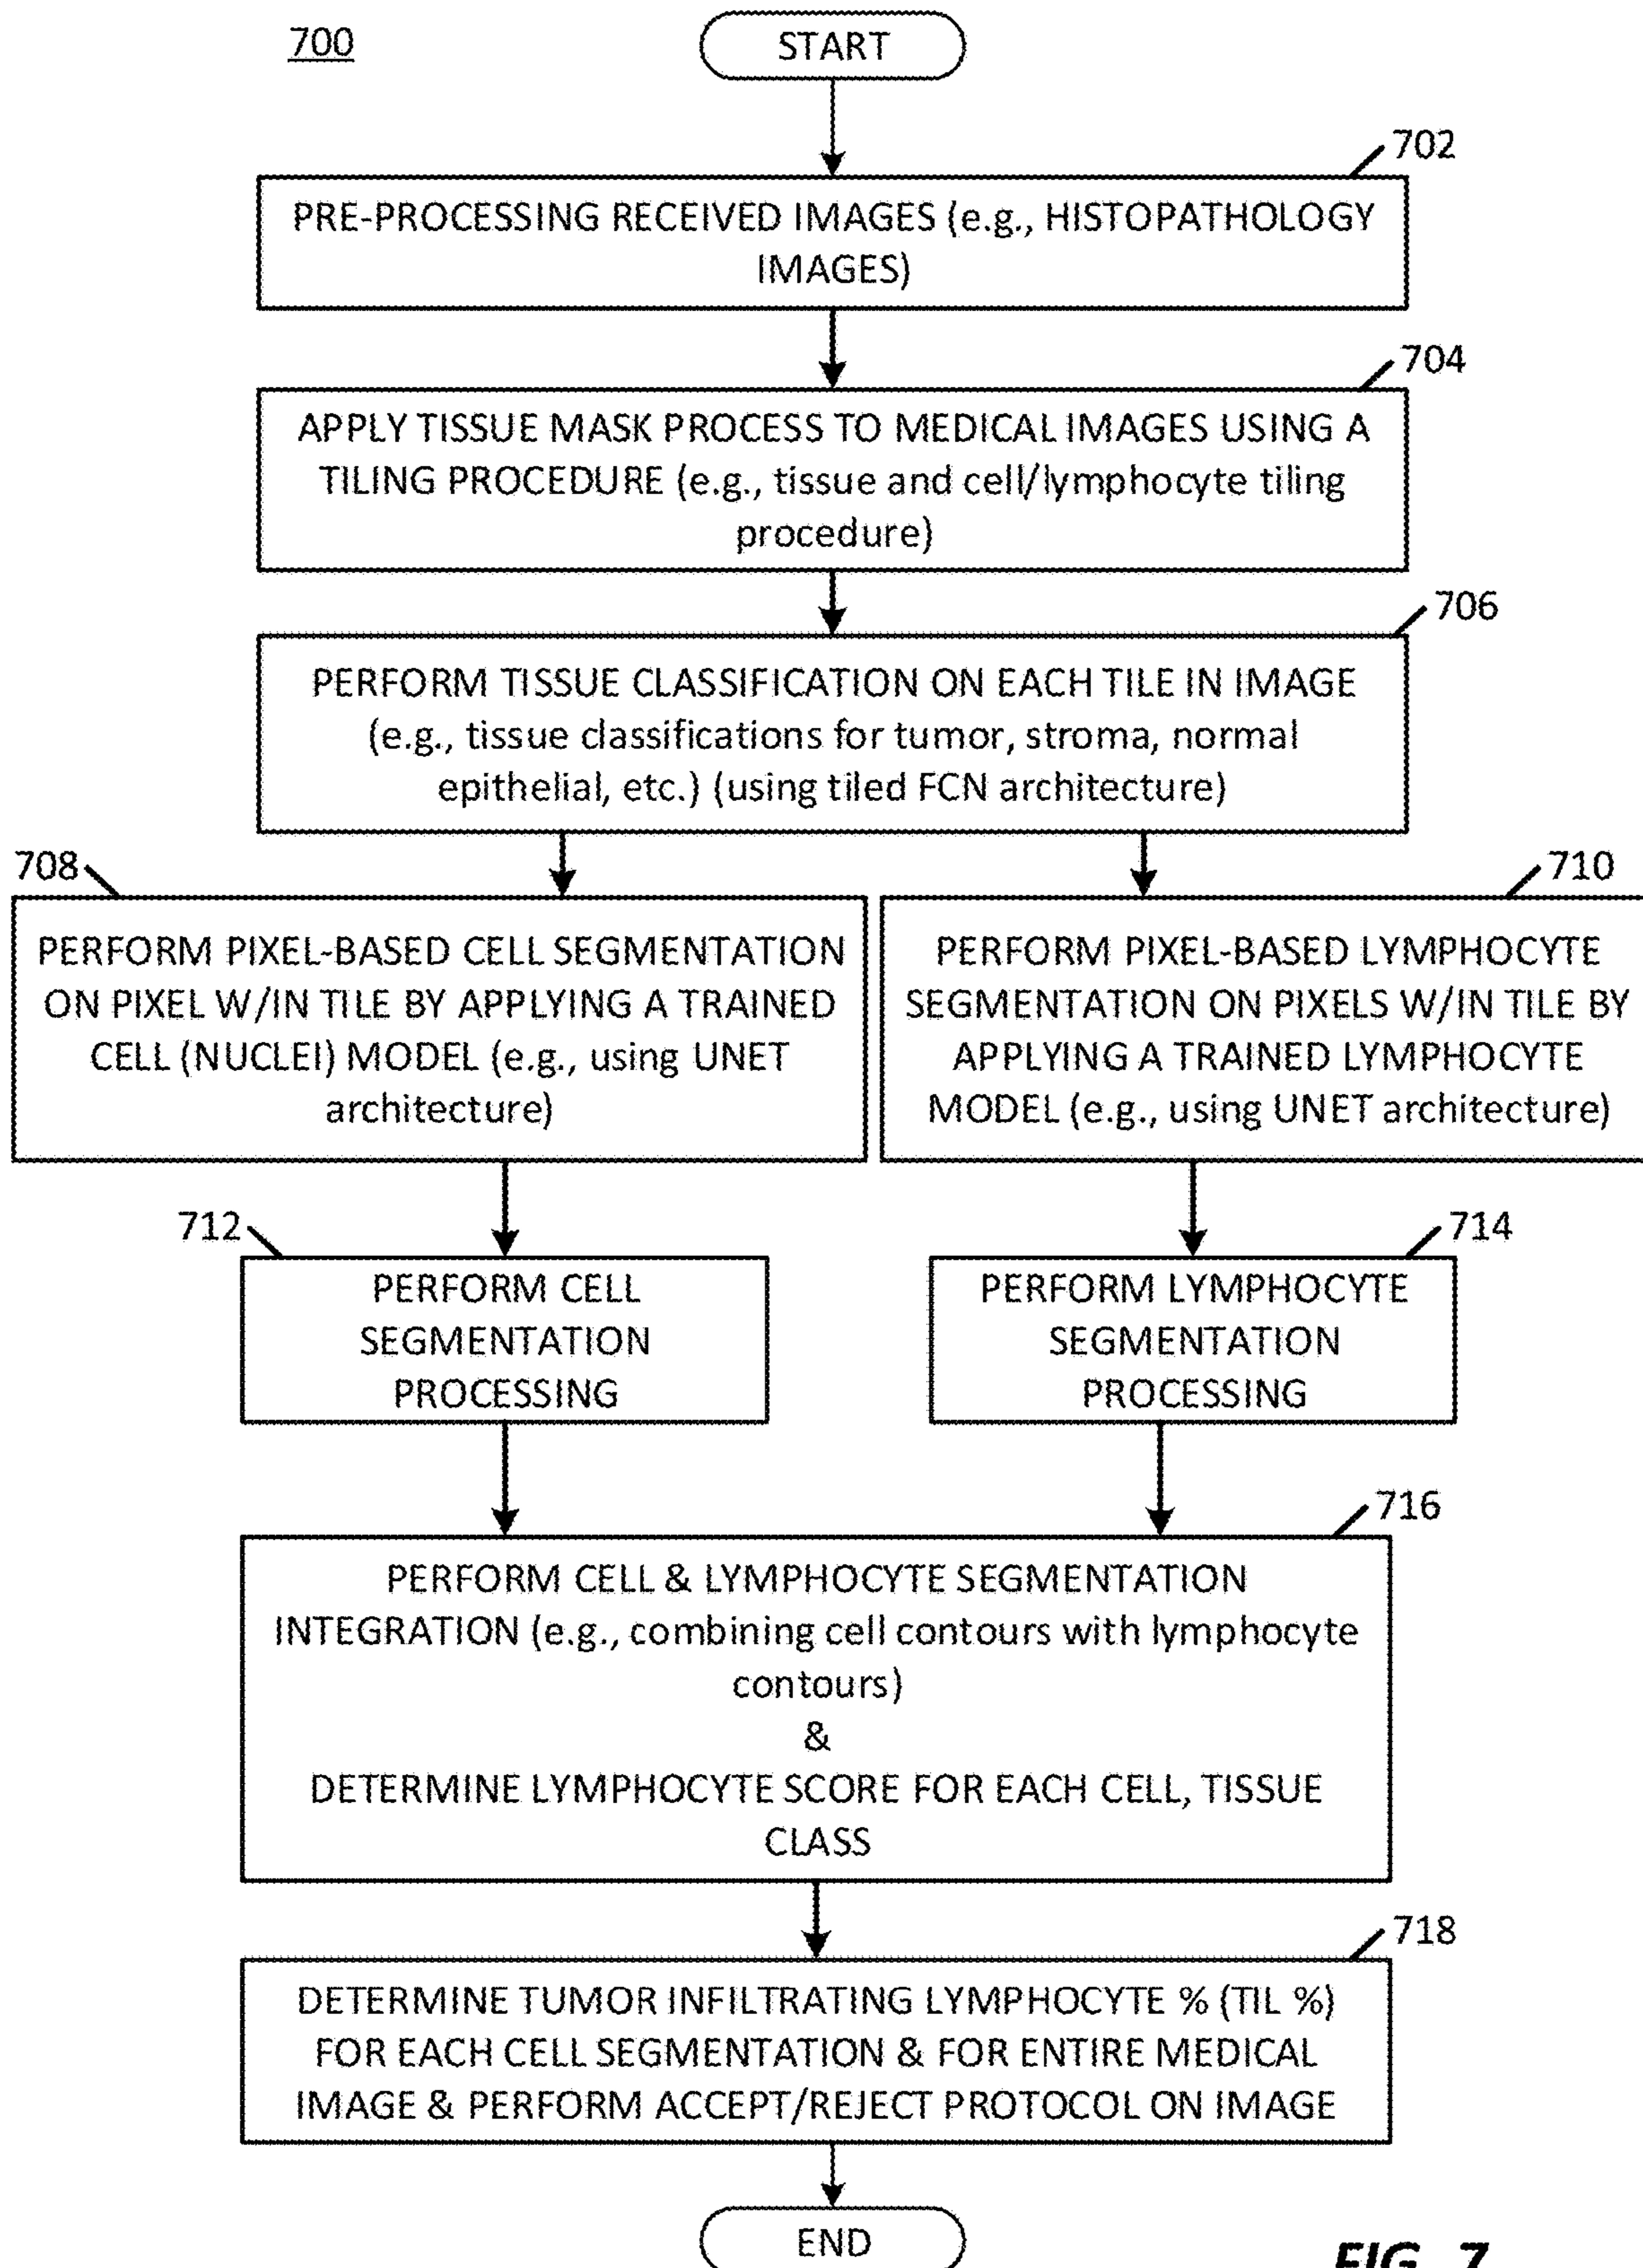 700
START
702
PRE-PROCESSING RECEIVED IMAGES (e.g., HISTOPATHOLOGY
IMAGES)
704
APPLY TISSUE MASK PROCESS TO MEDICAL IMAGES USING A
TILING PROCEDURE (e.g., tissue and cell/lymphocyte tiling
procedure)
706
PERFORM TISSUE CLASSIFICATION ON EACH TILE IN IMAGE
(e.g., tissue classifications for tumor, stroma, normal
epithelial, etc.) (using tiled FCN architecture)
708
PERFORM PIXEL-BASED CELL SEGMENTATION
ON PIXEL W/IN TILE BY APPLYING A TRAINED
CELL (NUCLEI) MODEL (e.g., using UNET
architecture)
710
PERFORM PIXEL-BASED LYMPHOCYTE
SEGMENTATION ON PIXELS W/IN TILE BY
APPLYING A TRAINED LYMPHOCYTE
MODEL (e.g., using UNET architecture)
712
PERFORM CELL
SEGMENTATION
PROCESSING
714
PERFORM LYMPHOCYTE
SEGMENTATION
PROCESSING
716
PERFORM CELL & LYMPHOCYTE SEGMENTATION
INTEGRATION (e.g., combining cell contours with lymphocyte
contours)
&
DETERMINE LYMPHOCYTE SCORE FOR EACH CELL, TISSUE
CLASS
718
DETERMINE TUMOR INFILTRATING LYMPHOCYTE % (TIL %)
FOR EACH CELL SEGMENTATION & FOR ENTIRE MEDICAL
IMAGE & PERFORM ACCEPT/REJECT PROTOCOL ON IMAGE
END
FIG. 7